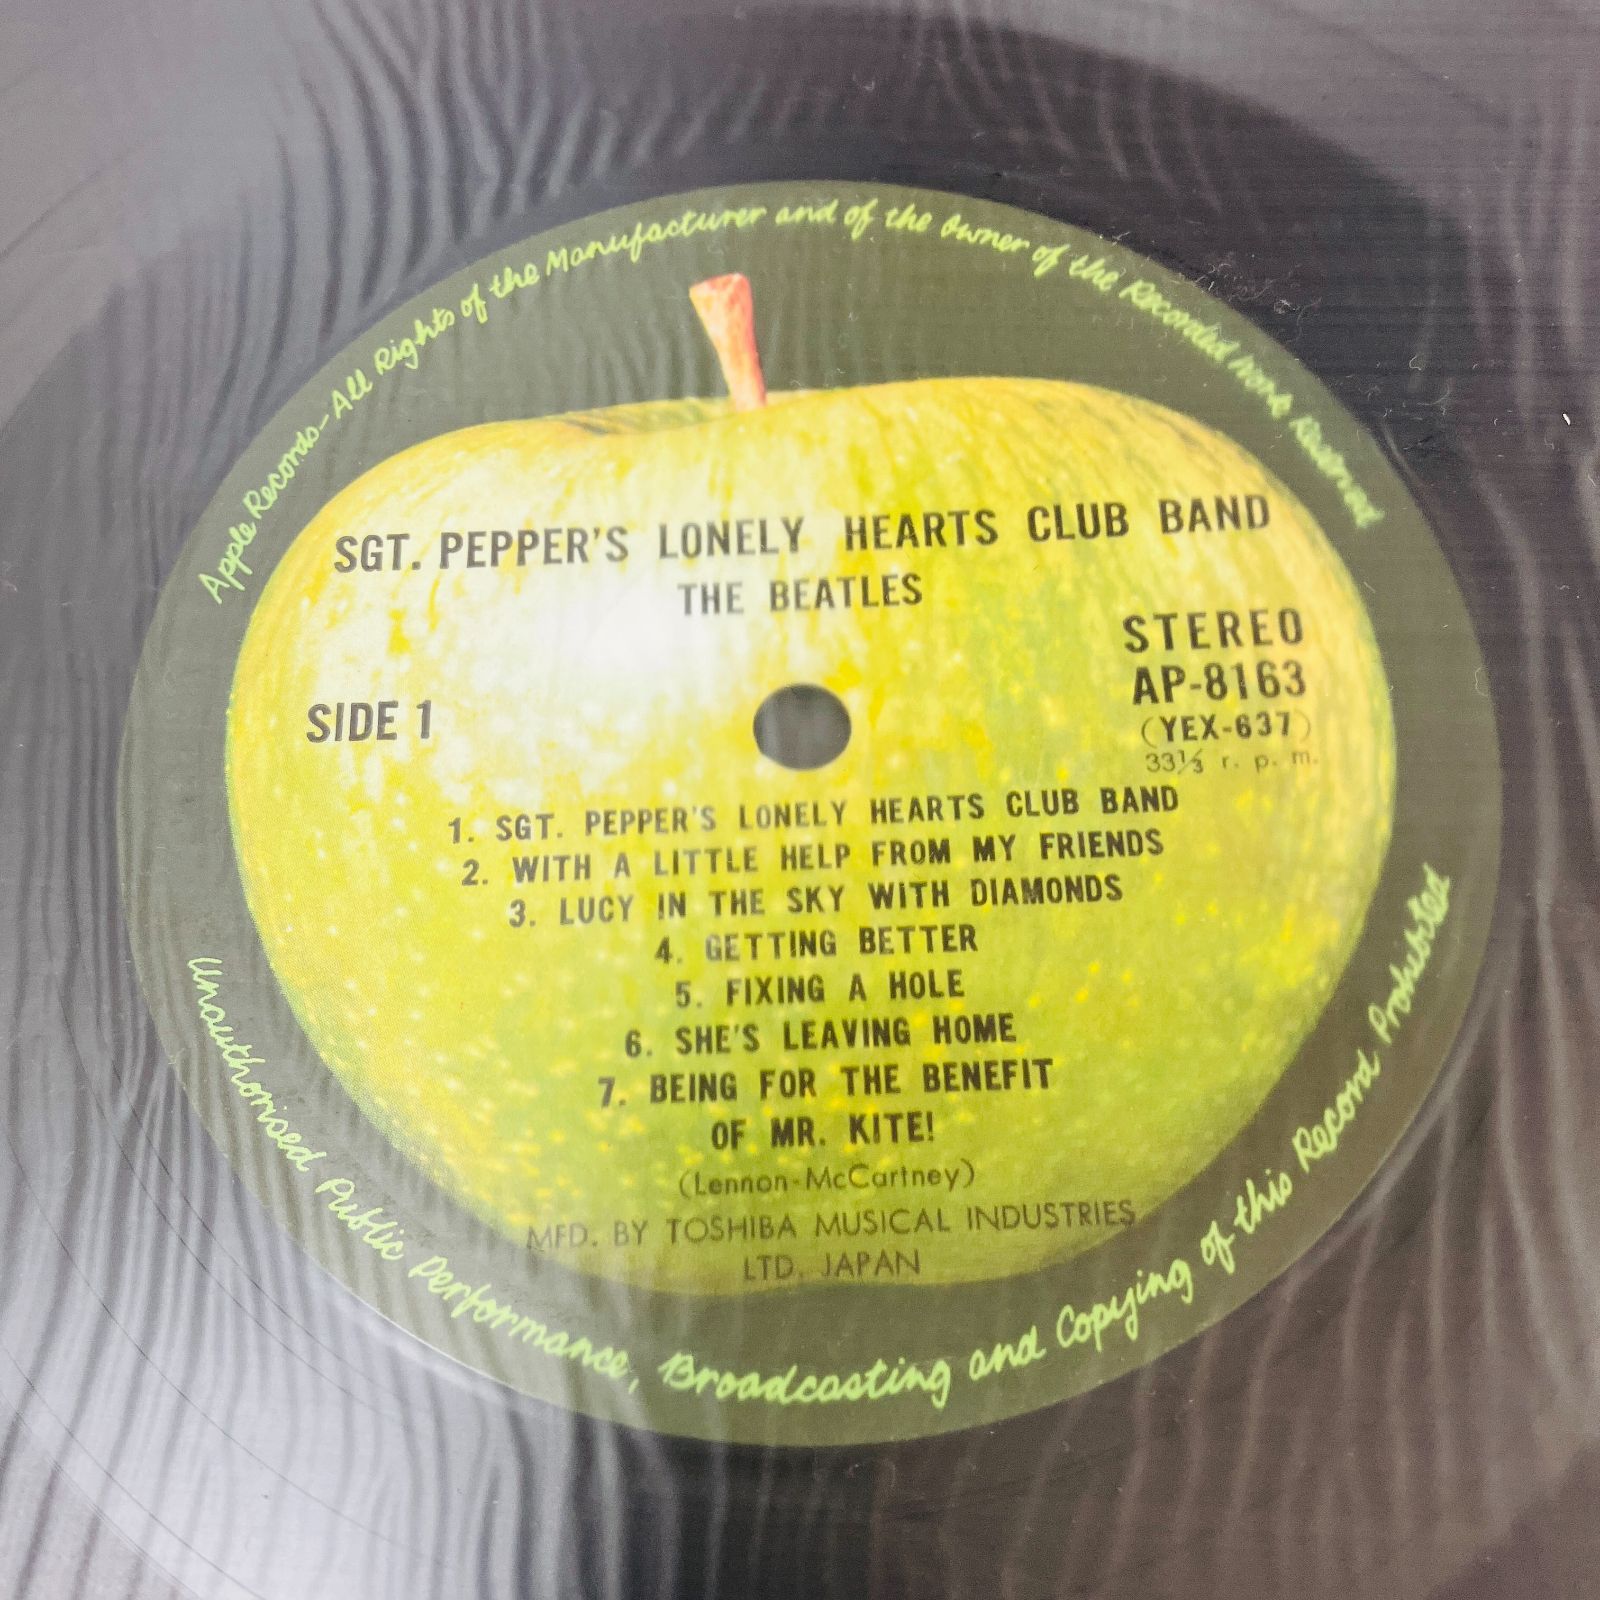 Apple Records-All Rights of the Manufacturer and of the Owner of the Recorded Work Reserved
SGT. PEPPER'S LONELY HEARTS CLUB BAND
THE BEATLES
STEREO
AP-8163
(YEX-637)
33⅓ r. p. m.
SIDE 1
1. SGT. PEPPER'S LONELY HEARTS CLUB BAND
2. WITH A LITTLE HELP FROM MY FRIENDS
3. LUCY IN THE SKY WITH DIAMONDS
4. GETTING BETTER
5. FIXING A HOLE
6. SHE'S LEAVING HOME
7. BEING FOR THE BENEFIT
OF MR. KITE!
(Lennon-McCartney)
MFD. BY TOSHIBA MUSICAL INDUSTRIES
LTD. JAPAN
Unauthorised Public Performance, Broadcasting and Copying of this Record Prohibited